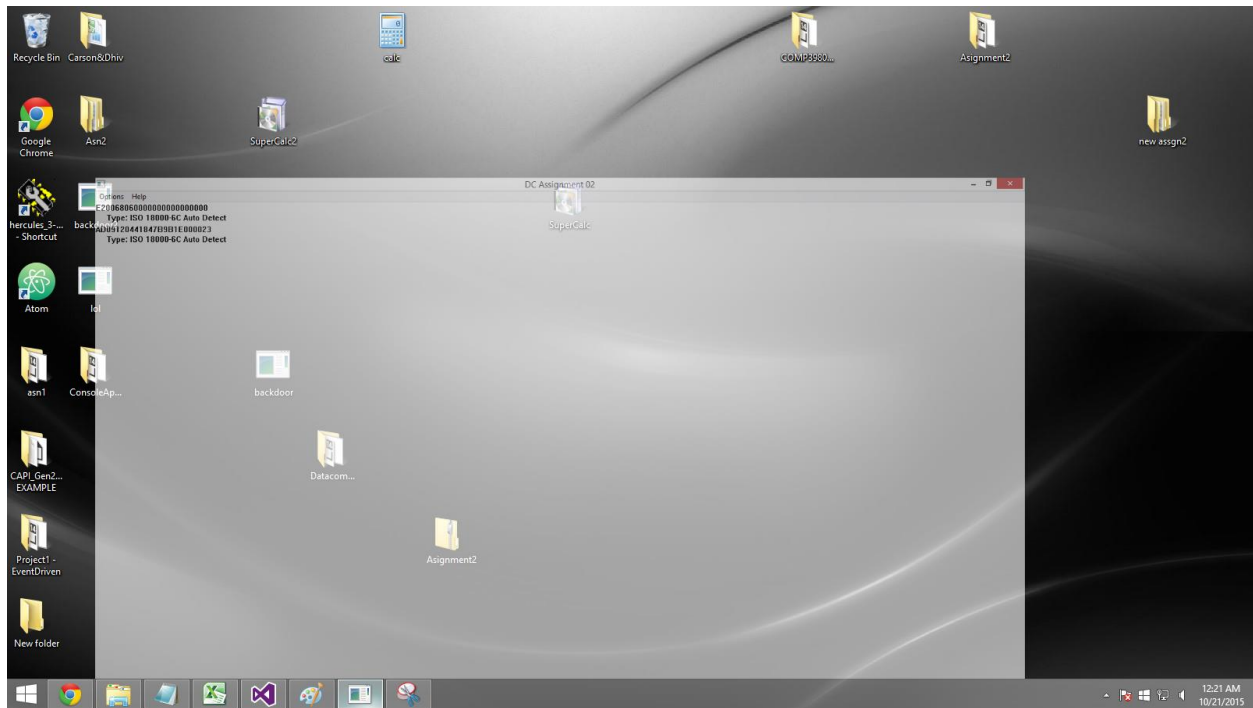 Recycle Bin
Carson&Dhiv
calc
COMP3980...
Asignment2
Google
Chrome
Asn2
SuperCalc2
new assgn2
DC Assignment 02
Options Help
E20068060000000000000000
Type: ISO 18000-6C Auto Detect
AD09120441847B9B1E000023
Type: ISO 18000-6C Auto Detect
SuperCalc
hercules_3-...
- Shortcut
Atom
lol
asn1
ConsoleAp...
backdoor
Datacom...
CAPI_Gen2...
EXAMPLE
Asignment2
Project1 -
EventDriven
New folder
12:21 AM
10/21/2015